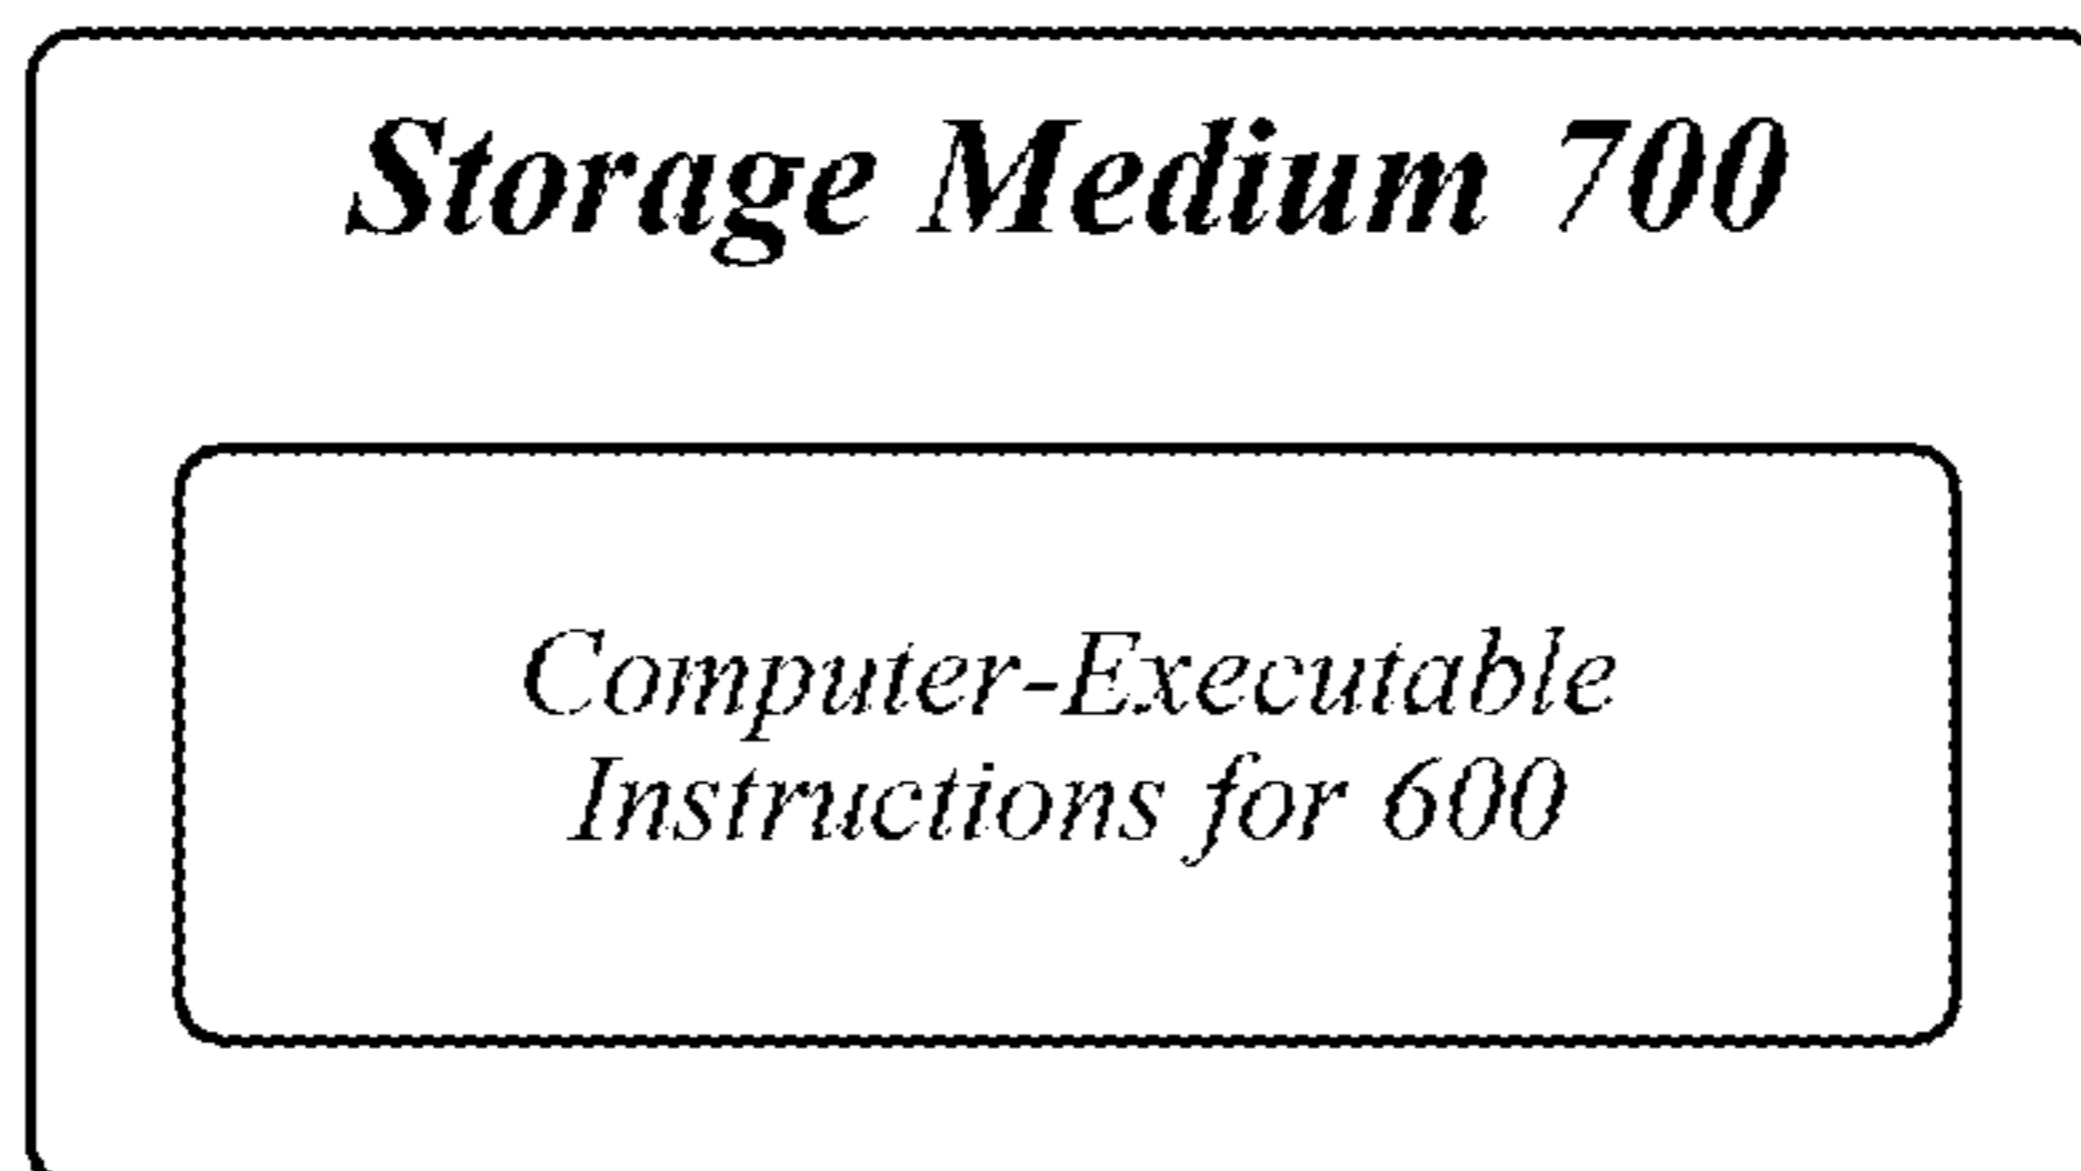 Storage Medium 700
Computer-Executable
Instructions for 600